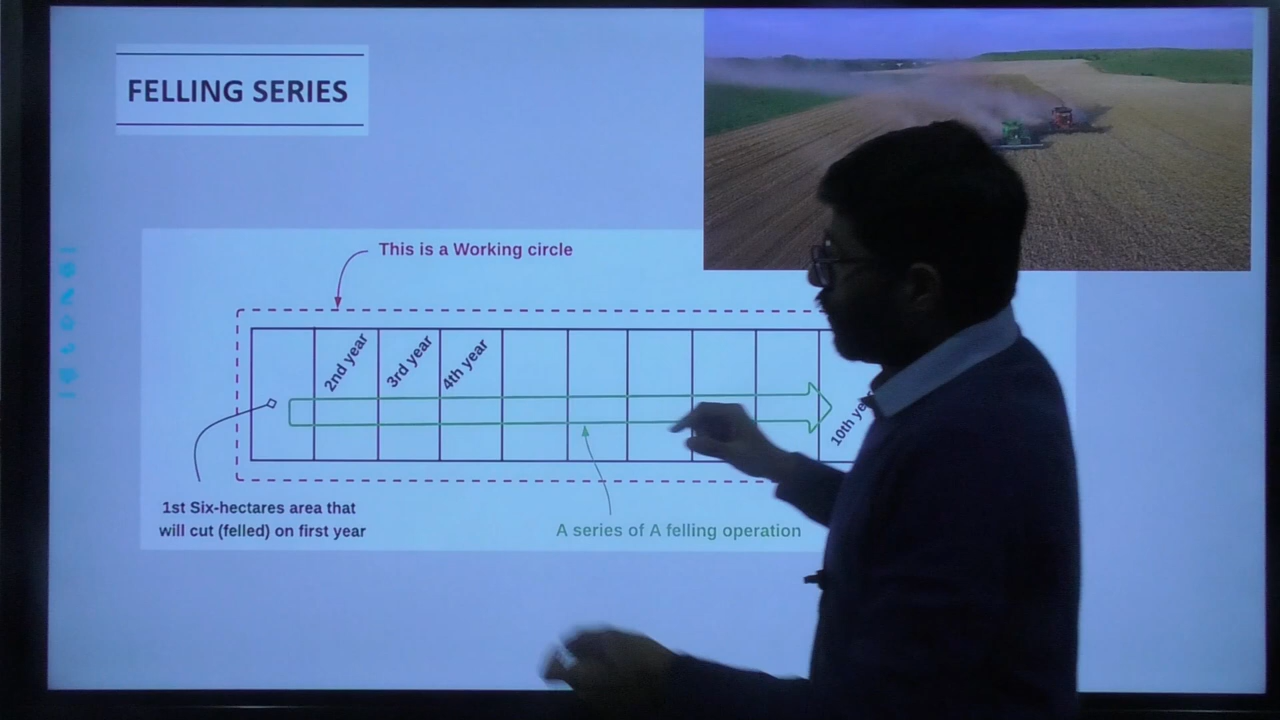 FELLING SERIES
This is a Working circle
2nd year
3rd year
4th year
10th
1st Six-hectares area that
will cut (felled) on first year
A series of A felling operation